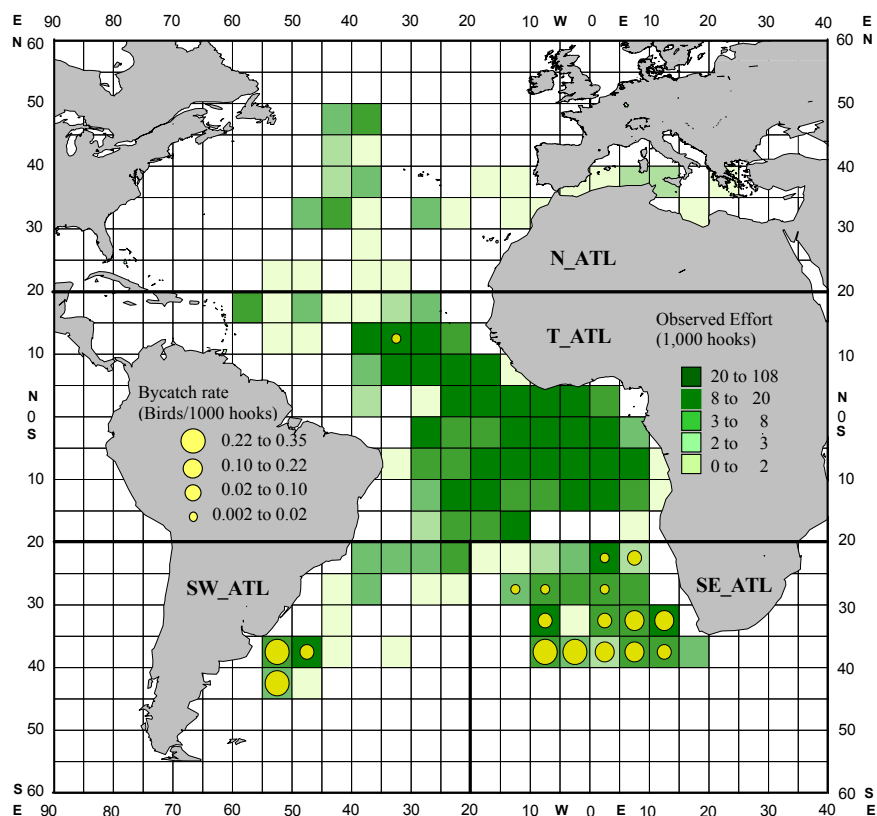 E 90 80 70 60 50 40 30 20 10 W 0 E 10 20 30 40 E
N 60 60 N
50 50
40 40
30 30
N_ATL
20 20
T_ATL
Observed Effort
(1,000 hooks)
10 10
20 to 108
8 to 20
3 to 8
2 to 3
0 to 2
N 0 S
N 0 S
Bycatch rate
(Birds/1000 hooks)
0.22 to 0.35
0.10 to 0.22
0.02 to 0.10
0.002 to 0.02
10 10
20 20
SW_ATL SE_ATL
30 30
40 40
50 50
S 60 60 S
E 90 80 70 60 50 40 30 20 10 W 0 E 10 20 30 40 E